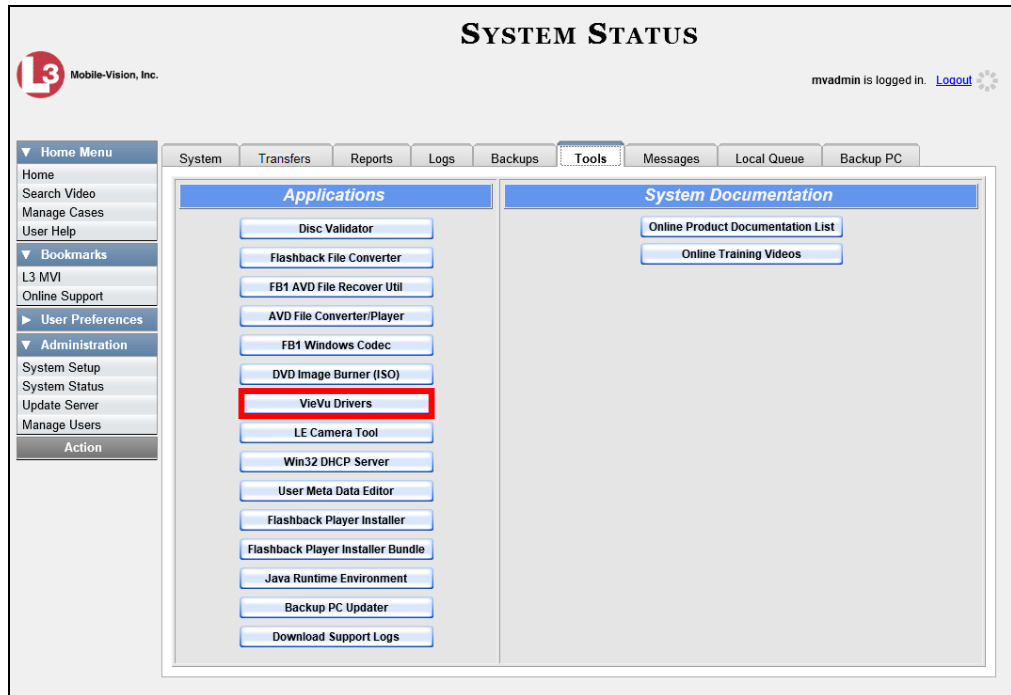 SYSTEM STATUS
L3 Mobile-Vision, Inc.
mvadmin is logged in. Logout
▼ Home Menu
Home
Search Video
Manage Cases
User Help
▼ Bookmarks
L3 MVI
Online Support
► User Preferences
▼ Administration
System Setup
System Status
Update Server
Manage Users
Action
System Transfers Reports Logs Backups Tools Messages Local Queue Backup PC
Applications
Disc Validator
Flashback File Converter
FB1 AVD File Recover Util
AVD File Converter/Player
FB1 Windows Codec
DVD Image Burner (ISO)
VieVu Drivers
LE Camera Tool
Win32 DHCP Server
User Meta Data Editor
Flashback Player Installer
Flashback Player Installer Bundle
Java Runtime Environment
Backup PC Updater
Download Support Logs
System Documentation
Online Product Documentation List
Online Training Videos